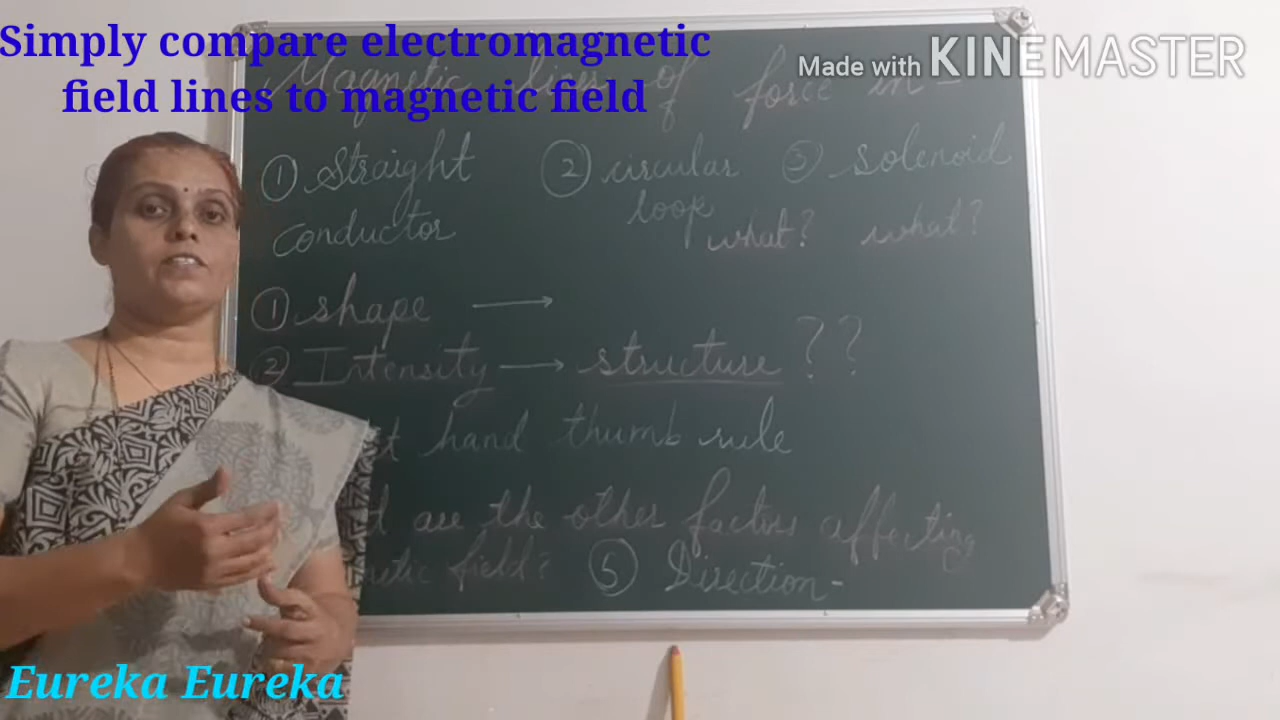 Simply compare electromagnetic
field lines to magnetic field
Made with KINEMASTER
Magnetic lines of force in -
① Straight conductor
② circular loop what?
③ solenoid what?
① shape →
② Intensity → structure ??
hand thumb rule
are the other factors affecting
field? ⑤ Direction -
Eureka Eureka